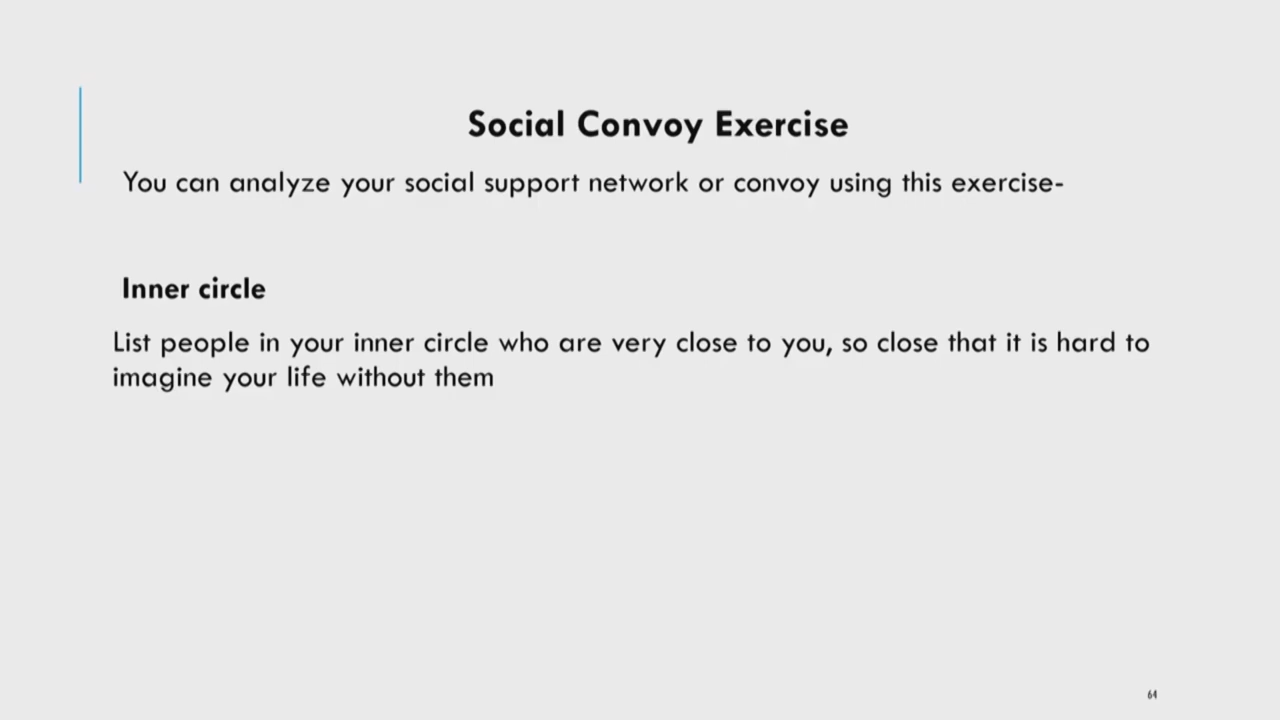 Social Convoy Exercise
You can analyze your social support network or convoy using this exercise-
Inner circle
List people in your inner circle who are very close to you, so close that it is hard to
imagine your life without them
64